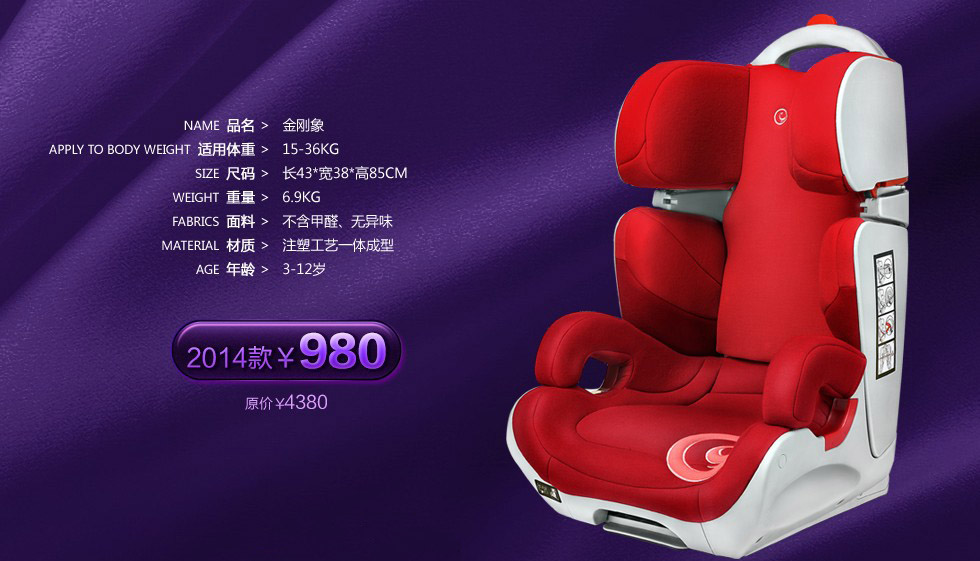 NAME 品名 > 金刚象
APPLY TO BODY WEIGHT 适用体重 > 15-36KG
SIZE 尺码 > 长43*宽38*高85CM
WEIGHT 重量 > 6.9KG
FABRICS 面料 > 不含甲醛、无异味
MATERIAL 材质 > 注塑工艺一体成型
AGE 年龄 > 3-12岁
2014款￥980
原价￥4380